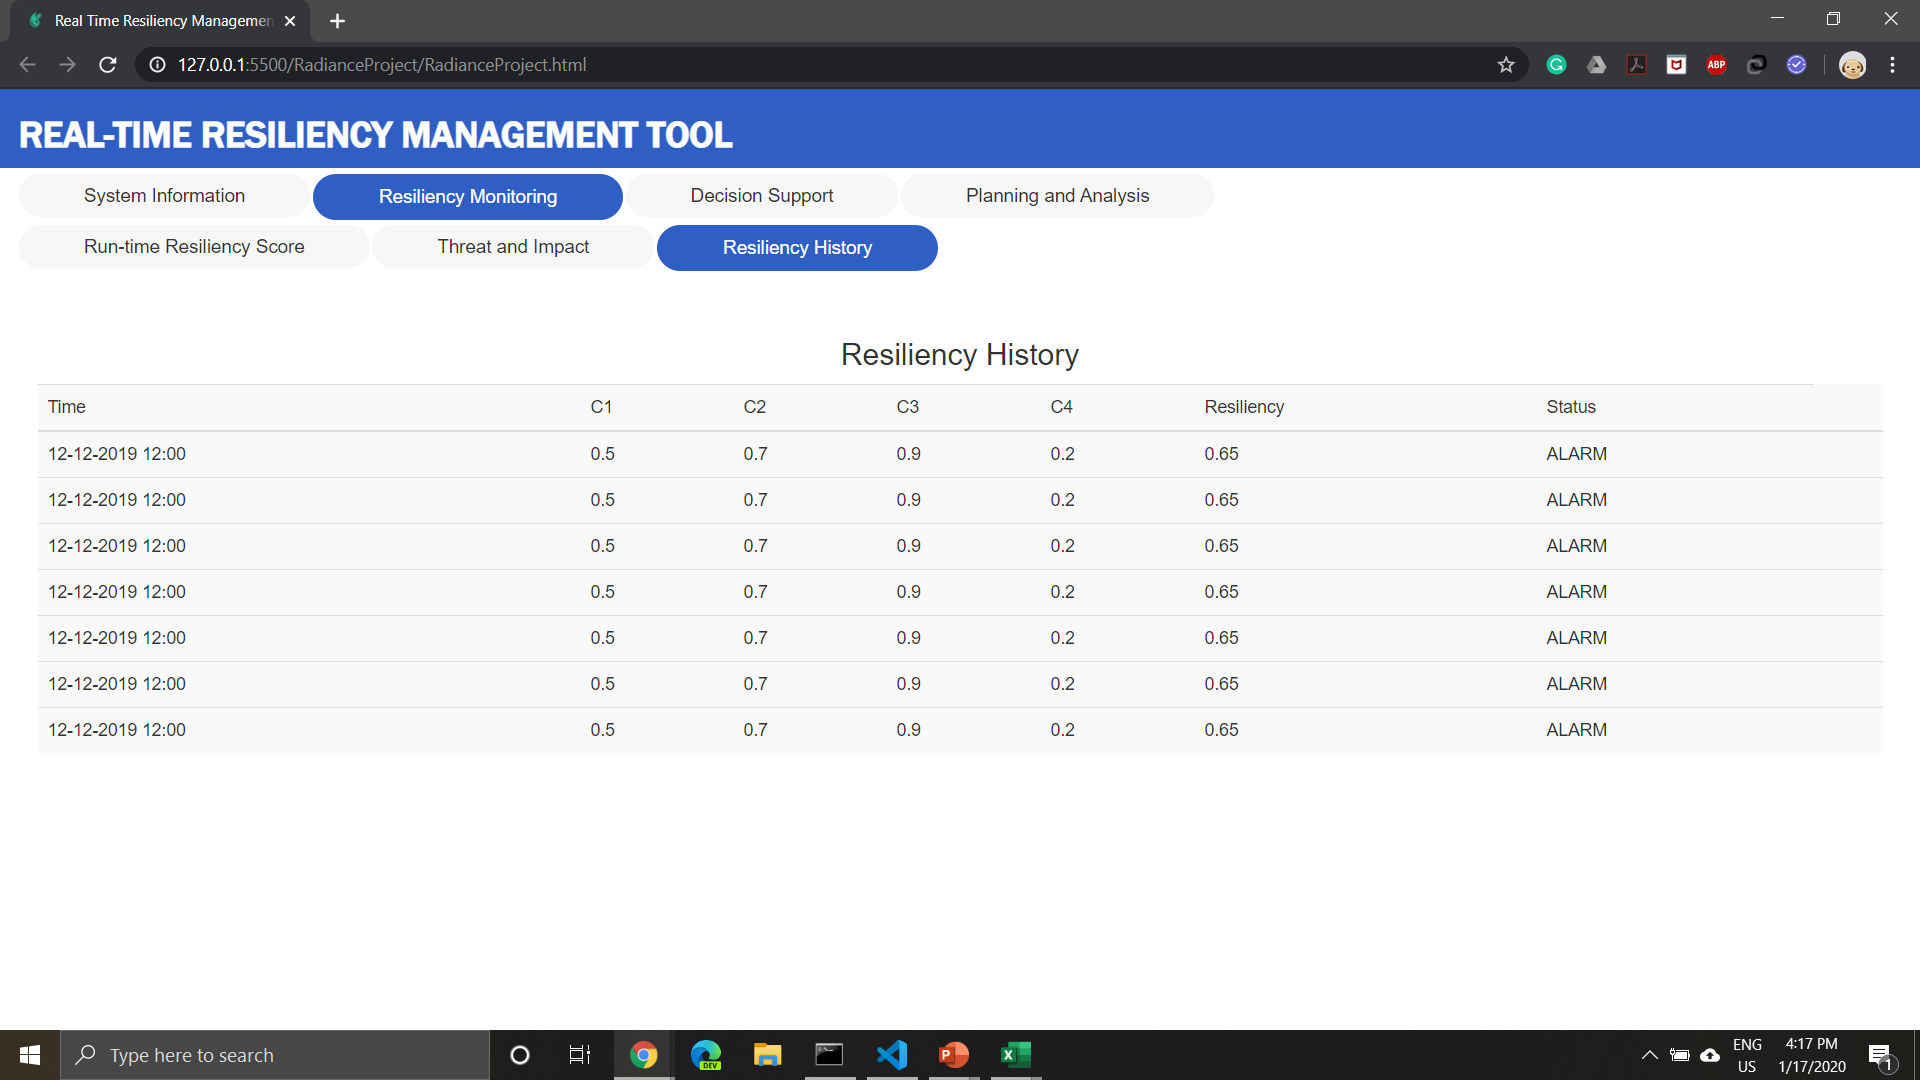 Real Time Resiliency Managemen
127.0.0.1:5500/RadianceProject/RadianceProject.html
ABP
REAL-TIME RESILIENCY MANAGEMENT TOOL
System Information Resiliency Monitoring Decision Support Planning and Analysis
Run-time Resiliency Score Threat and Impact Resiliency History
Resiliency History
Time C1 C2 C3 C4 Resiliency Status
12-12-2019 12:00 0.5 0.7 0.9 0.2 0.65 ALARM
12-12-2019 12:00 0.5 0.7 0.9 0.2 0.65 ALARM
12-12-2019 12:00 0.5 0.7 0.9 0.2 0.65 ALARM
12-12-2019 12:00 0.5 0.7 0.9 0.2 0.65 ALARM
12-12-2019 12:00 0.5 0.7 0.9 0.2 0.65 ALARM
12-12-2019 12:00 0.5 0.7 0.9 0.2 0.65 ALARM
12-12-2019 12:00 0.5 0.7 0.9 0.2 0.65 ALARM
Type here to search
DEV
ENG 4:17 PM
US 1/17/2020
1